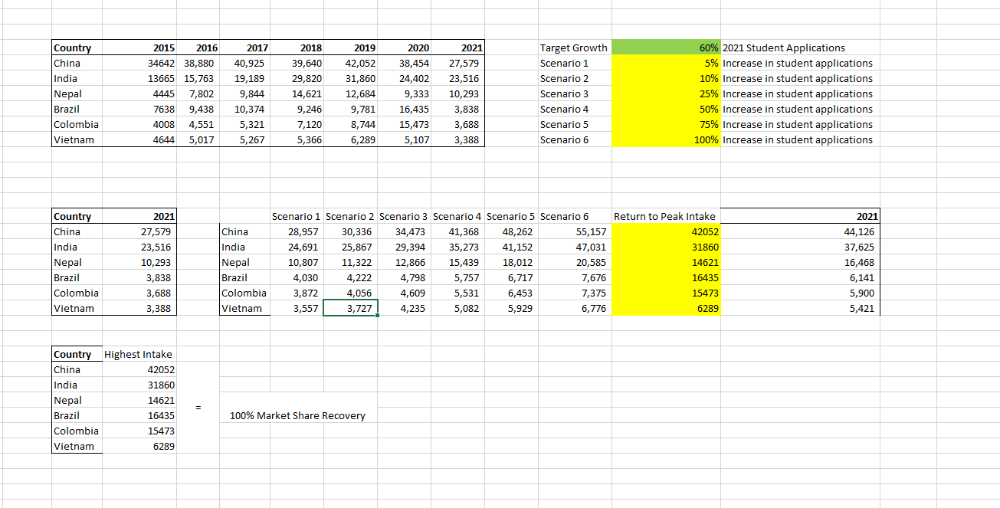 Country 2015 2016 2017 2018 2019 2020 2021 Target Growth 60% 2021 Student Applications
China 34642 38,880 40,925 39,640 42,052 38,454 27,579 Scenario 1 5% Increase in student applications
India 13665 15,763 19,189 29,820 31,860 24,402 23,516 Scenario 2 10% Increase in student applications
Nepal 4445 7,802 9,844 14,621 12,684 9,333 10,293 Scenario 3 25% Increase in student applications
Brazil 7638 9,438 10,374 9,246 9,781 16,435 3,838 Scenario 4 50% Increase in student applications
Colombia 4008 4,551 5,321 7,120 8,744 15,473 3,688 Scenario 5 75% Increase in student applications
Vietnam 4644 5,017 5,267 5,366 6,289 5,107 3,388 Scenario 6 100% Increase in student applications
Country 2021 Scenario 1 Scenario 2 Scenario 3 Scenario 4 Scenario 5 Scenario 6 Return to Peak Intake 2021
China 27,579 China 28,957 30,336 34,473 41,368 48,262 55,157 42052 44,126
India 23,516 India 24,691 25,867 29,394 35,273 41,152 47,031 31860 37,625
Nepal 10,293 Nepal 10,807 11,322 12,866 15,439 18,012 20,585 14621 16,468
Brazil 3,838 Brazil 4,030 4,222 4,798 5,757 6,717 7,676 16435 6,141
Colombia 3,688 Colombia 3,872 4,056 4,609 5,531 6,453 7,375 15473 5,900
Vietnam 3,388 Vietnam 3,557 3,727 4,235 5,082 5,929 6,776 6289 5,421
Country Highest Intake
China 42052
India 31860
Nepal 14621
=
Brazil 16435 100% Market Share Recovery
Colombia 15473
Vietnam 6289